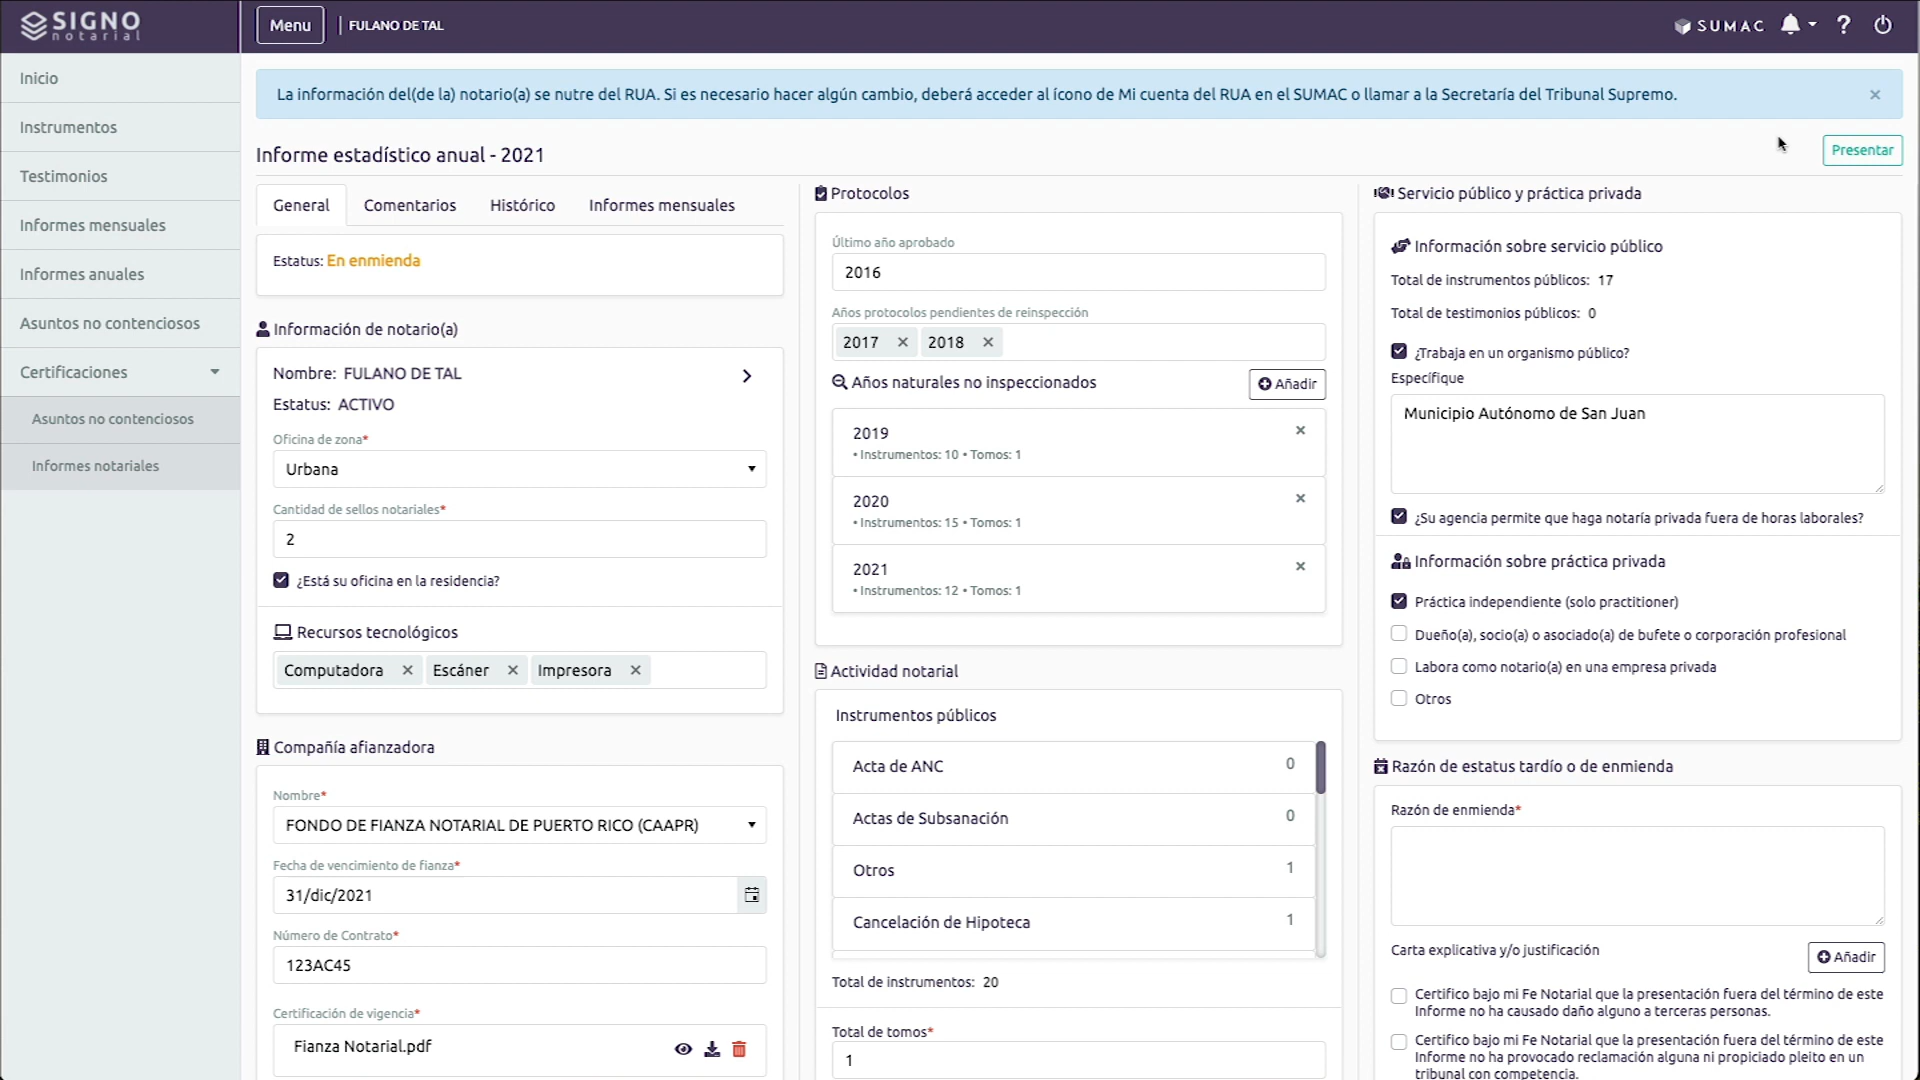 SIGNO
notarial
Menu
FULANO DE TAL
SUMAC
Inicio
Instrumentos
Testimonios
Informes mensuales
Informes anuales
Asuntos no contenciosos
Certificaciones
Asuntos no contenciosos
Informes notariales
La información del(de la) notario(a) se nutre del RUA. Si es necesario hacer algún cambio, deberá acceder al ícono de Mi cuenta del RUA en el SUMAC o llamar a la Secretaría del Tribunal Supremo.
Informe estadístico anual - 2021
Presentar
General
Comentarios
Histórico
Informes mensuales
Estatus: En enmienda
Información de notario(a)
Nombre: FULANO DE TAL
Estatus: ACTIVO
Oficina de zona*
Urbana
Cantidad de sellos notariales*
2
¿Está su oficina en la residencia?
Recursos tecnológicos
Computadora
Escáner
Impresora
Compañía afianzadora
Nombre*
FONDO DE FIANZA NOTARIAL DE PUERTO RICO (CAAPR)
Fecha de vencimiento de fianza*
31/dic/2021
Número de Contrato*
123AC45
Certificación de vigencia*
Fianza Notarial.pdf
Protocolos
Último año aprobado
2016
Años protocolos pendientes de reinspección
2017
2018
Años naturales no inspeccionados
Añadir
2019
• Instrumentos: 10 • Tomos: 1
2020
• Instrumentos: 15 • Tomos: 1
2021
• Instrumentos: 12 • Tomos: 1
Actividad notarial
Instrumentos públicos
Acta de ANC 0
Actas de Subsanación 0
Otros 1
Cancelación de Hipoteca 1
Total de instrumentos: 20
Total de tomos*
1
Servicio público y práctica privada
Información sobre servicio público
Total de instrumentos públicos: 17
Total de testimonios públicos: 0
¿Trabaja en un organismo público?
Específique
Municipio Autónomo de San Juan
¿Su agencia permite que haga notaría privada fuera de horas laborales?
Información sobre práctica privada
Práctica independiente (solo practitioner)
Dueño(a), socio(a) o asociado(a) de bufete o corporación profesional
Labora como notario(a) en una empresa privada
Otros
Razón de estatus tardío o de enmienda
Razón de enmienda*
Carta explicativa y/o justificación
Añadir
Certifico bajo mi Fe Notarial que la presentación fuera del término de este
Informe no ha causado daño alguno a terceras personas.
Certifico bajo mi Fe Notarial que la presentación fuera del término de este
Informe no ha provocado reclamación alguna ni propiciado pleito en un
tribunal con competencia.